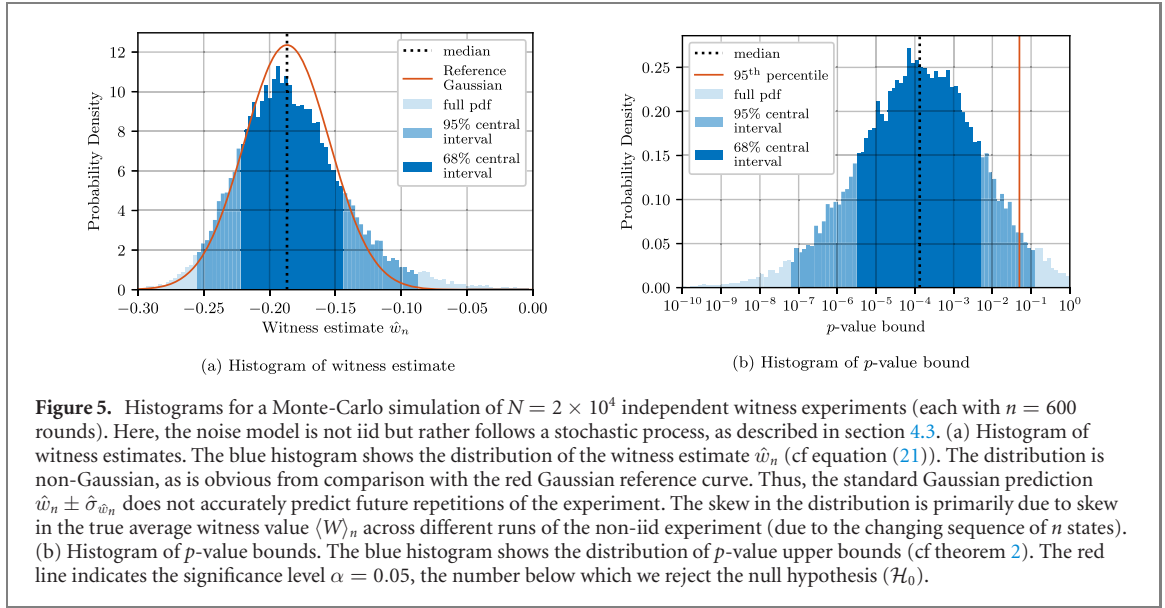 Probability Density
12
10
8
6
4
2
0
−0.30
−0.25
−0.20
−0.15
−0.10
−0.05
0.00
Witness estimate ŵₙ
median
Reference
Gaussian
full pdf
95% central
interval
68% central
interval
(a) Histogram of witness estimate
Probability Density
0.25
0.20
0.15
0.10
0.05
0.00
10⁻¹⁰
10⁻⁹
10⁻⁸
10⁻⁷
10⁻⁶
10⁻⁵
10⁻⁴
10⁻³
10⁻²
10⁻¹
10⁰
p-value bound
median
95ᵗʰ percentile
full pdf
95% central
interval
68% central
interval
(b) Histogram of p-value bound
Figure 5. Histograms for a Monte-Carlo simulation of N = 2 × 10⁴ independent witness experiments (each with n = 600
rounds). Here, the noise model is not iid but rather follows a stochastic process, as described in section 4.3. (a) Histogram of
witness estimates. The blue histogram shows the distribution of the witness estimate ŵₙ (cf equation (21)). The distribution is
non-Gaussian, as is obvious from comparison with the red Gaussian reference curve. Thus, the standard Gaussian prediction
ŵₙ ± σ̂_ŵₙ does not accurately predict future repetitions of the experiment. The skew in the distribution is primarily due to skew
in the true average witness value ⟨W⟩ₙ across different runs of the non-iid experiment (due to the changing sequence of n states).
(b) Histogram of p-value bounds. The blue histogram shows the distribution of p-value upper bounds (cf theorem 2). The red
line indicates the significance level α = 0.05, the number below which we reject the null hypothesis (ℋ₀).